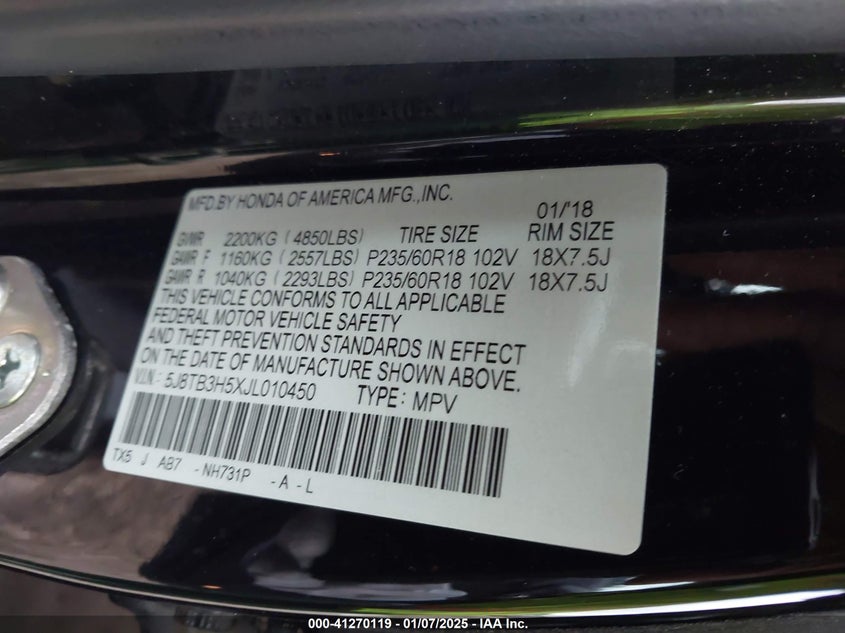 MFD.BY HONDA OF AMERICA MFG.,INC. 01/'18
GVWR 2200KG (4850LBS) TIRE SIZE RIM SIZE
GAWR F 1160KG (2557LBS) P235/60R18 102V 18X7.5J
GAWR R 1040KG (2293LBS) P235/60R18 102V 18X7.5J
THIS VEHICLE CONFORMS TO ALL APPLICABLE
FEDERAL MOTOR VEHICLE SAFETY
AND THEFT PREVENTION STANDARDS IN EFFECT
ON THE DATE OF MANUFACTURE SHOWN ABOVE.
V.I.N.: 5J8TB3H5XJL010450 TYPE: MPV
TX5 J AB7 -NH731P -A -L
000-41270119 - 01/07/2025 - IAA Inc.